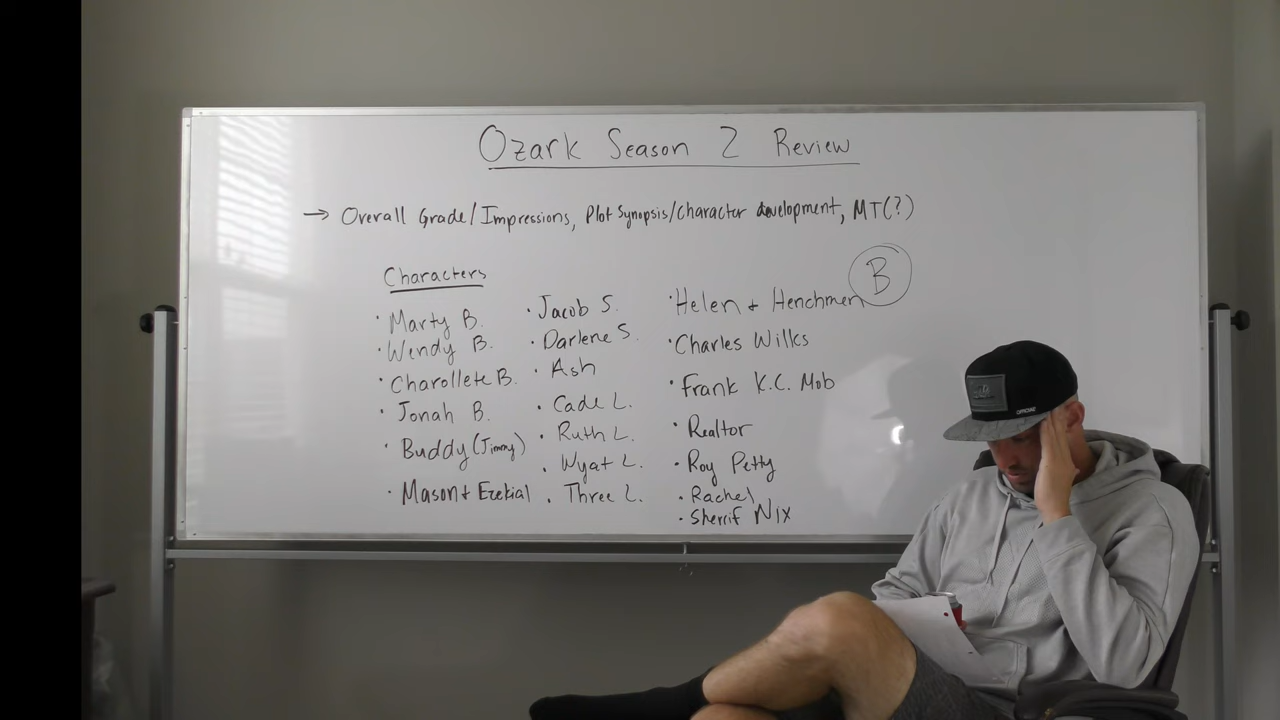 Ozark Season 2 Review
→ Overall Grade/Impressions, Plot Synopsis/Character development, MT(?)
B
Characters
· Marty B.
· Wendy B.
· Charollete B.
· Jonah B.
· Buddy (Jimmy)
· Mason + Ezekial
· Jacob S.
· Darlene S.
· Ash
· Cade L.
· Ruth L.
· Wyat L.
· Three L.
· Helen + Henchmen
· Charles Wilks
· Frank K.C. Mob
· Realtor
· Roy Petty
· Rachel
· Sherrif Nix